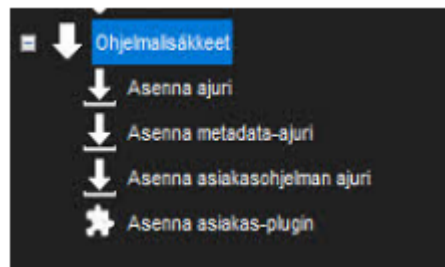 Ohjelmalisäkkeet
Asenna ajuri
Asenna metadata-ajuri
Asenna asiakasohjelman ajuri
Asenna asiakas-plugin